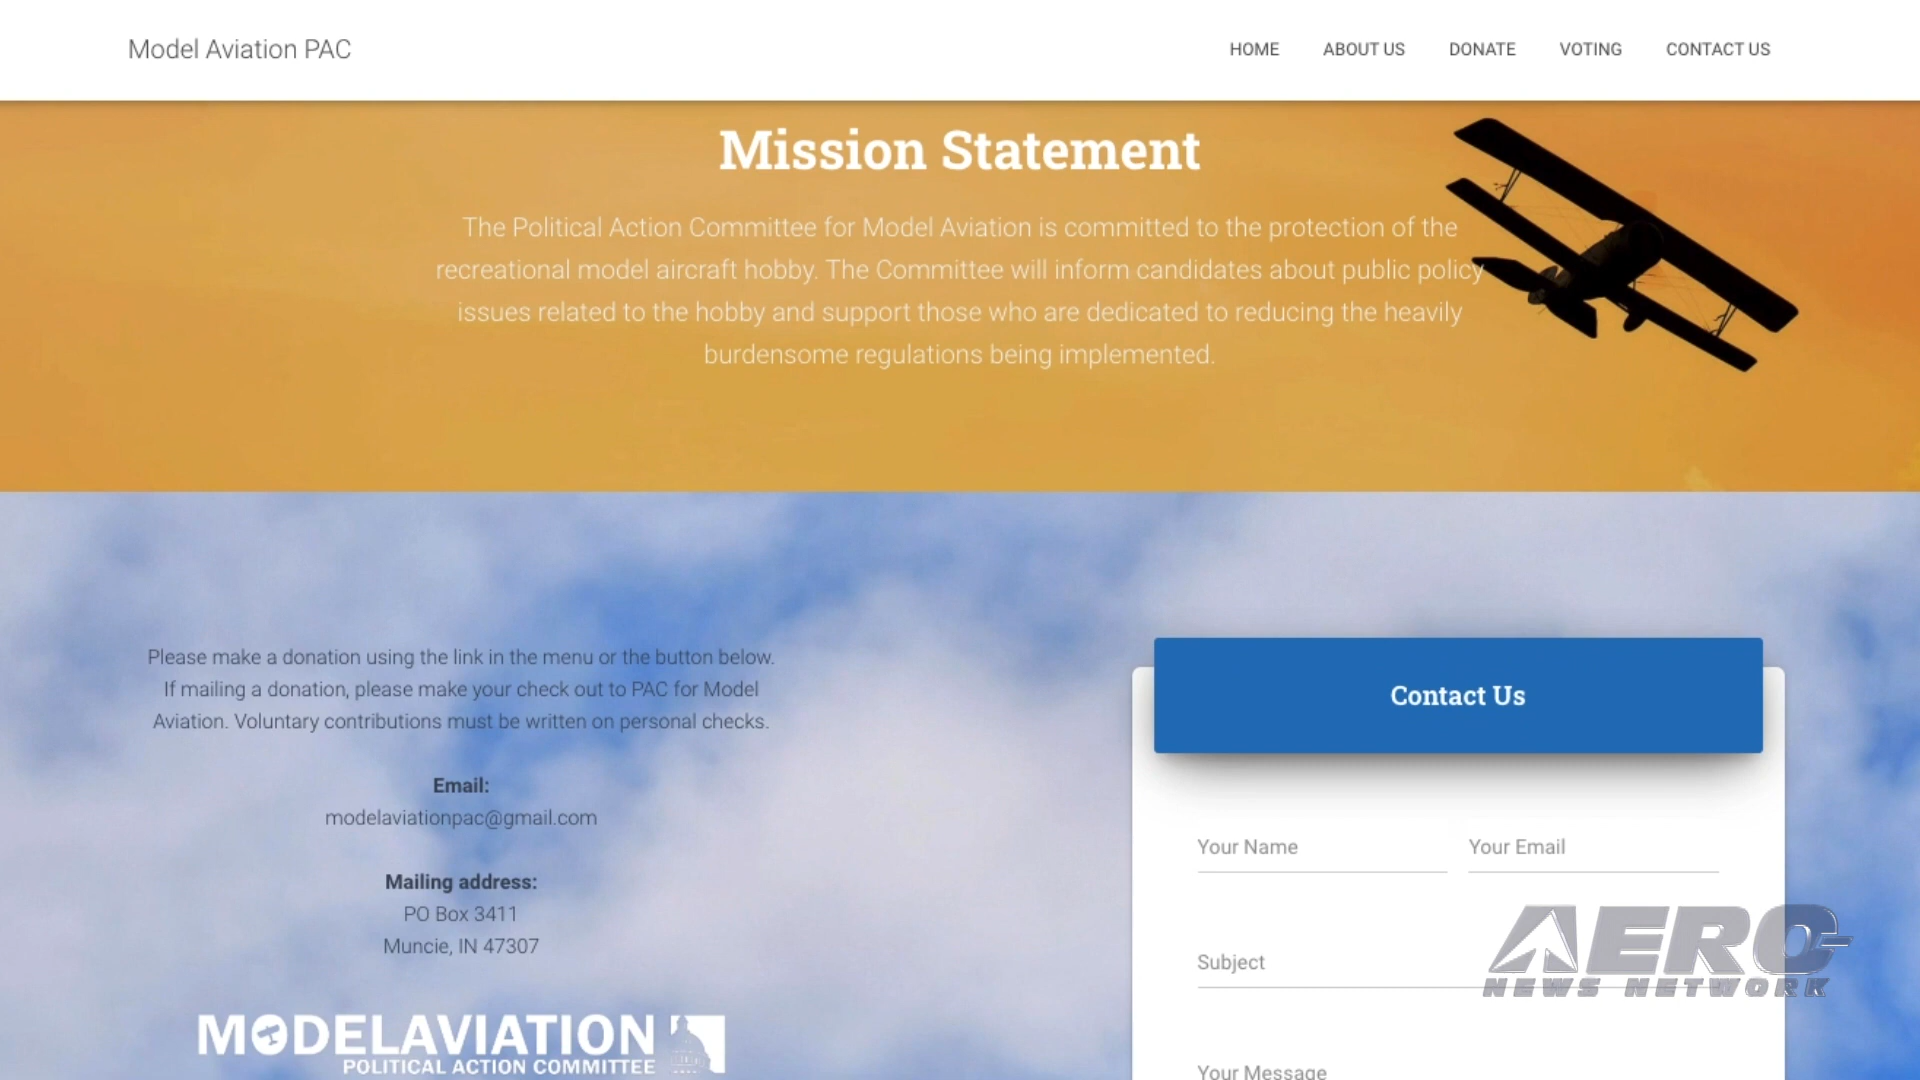 Model Aviation PAC
HOME ABOUT US DONATE VOTING CONTACT US
Mission Statement
The Political Action Committee for Model Aviation is committed to the protection of the
recreational model aircraft hobby. The Committee will inform candidates about public policy
issues related to the hobby and support those who are dedicated to reducing the heavily
burdensome regulations being implemented.
Please make a donation using the link in the menu or the button below.
If mailing a donation, please make your check out to PAC for Model
Aviation. Voluntary contributions must be written on personal checks.
Email:
modelaviationpac@gmail.com
Mailing address:
PO Box 3411
Muncie, IN 47307
MODELAVIATION
POLITICAL ACTION COMMITTEE
Contact Us
Your Name
Your Email
Subject
Your Message
AERO
NEWS NETWORK